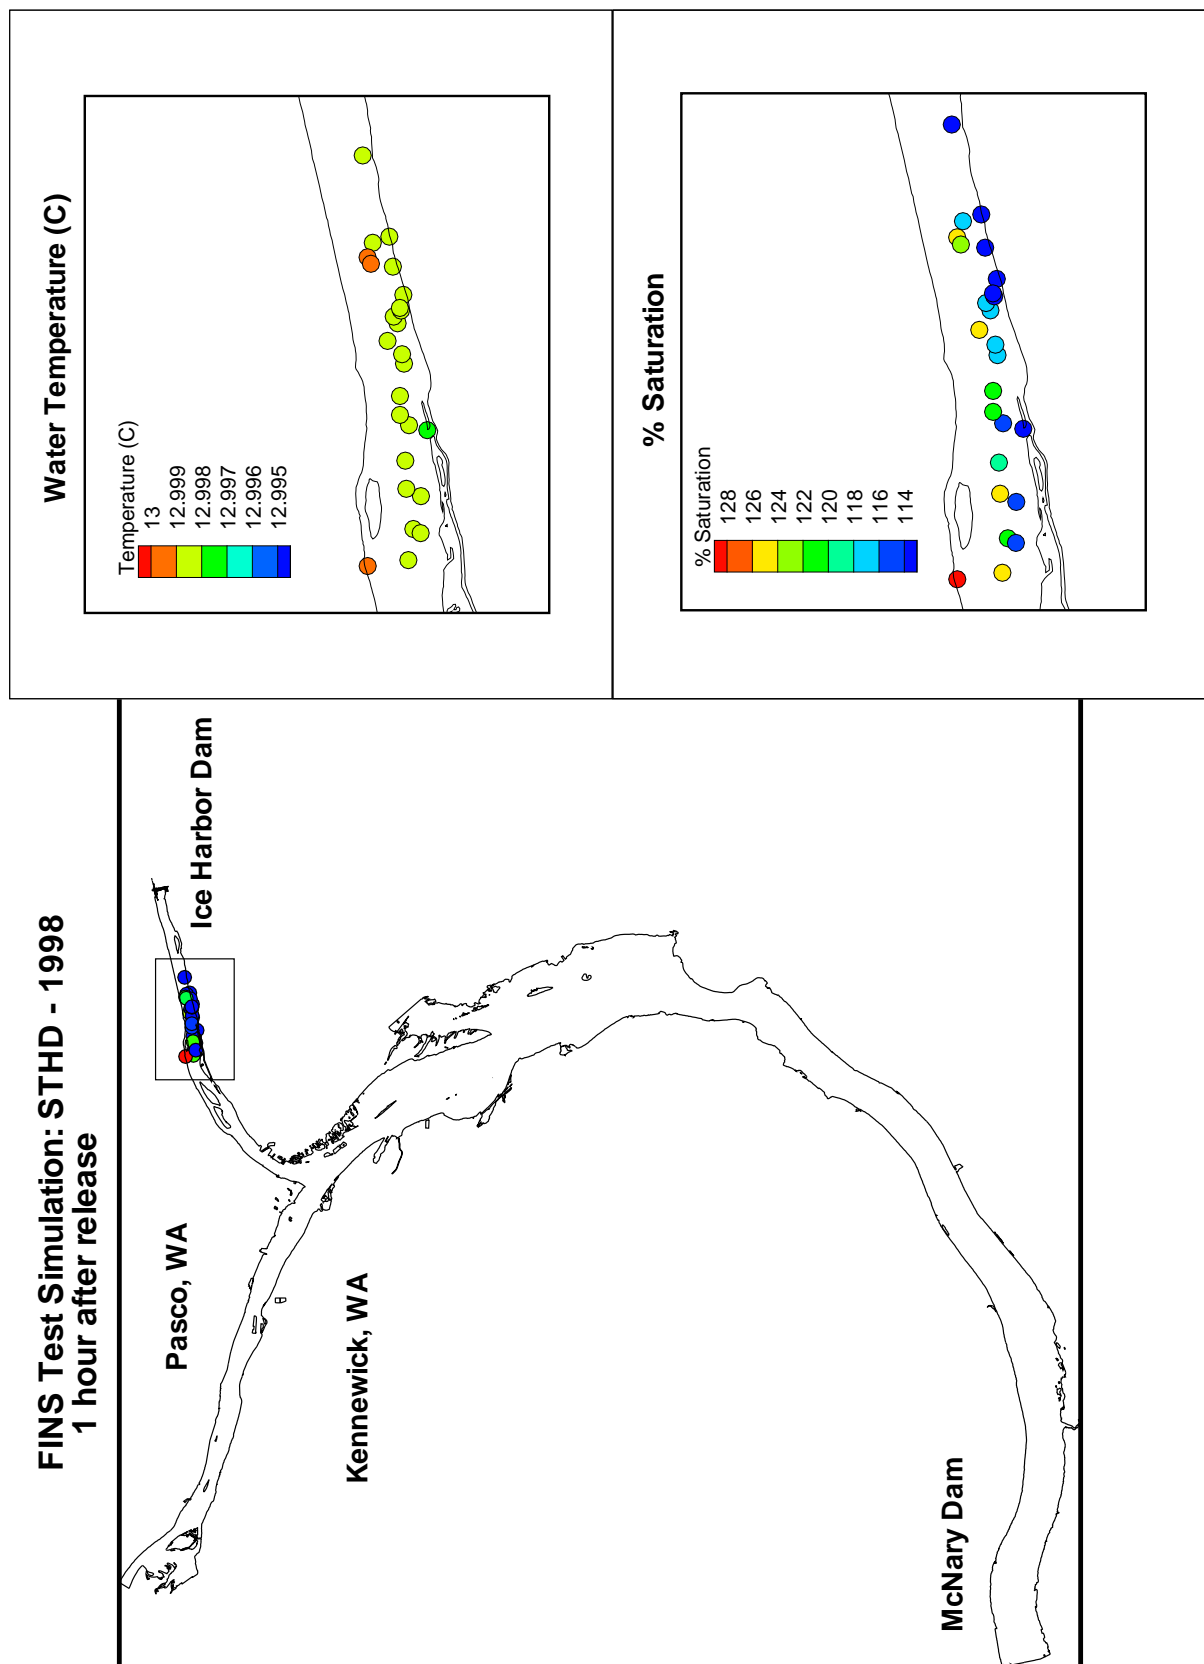 FINS Test Simulation: STHD - 1998
1 hour after release
Pasco, WA
Kennewick, WA
Ice Harbor Dam
McNary Dam
Water Temperature (C)
Temperature (C)
13
12.999
12.998
12.997
12.996
12.995
% Saturation
% Saturation
128
126
124
122
120
118
116
114